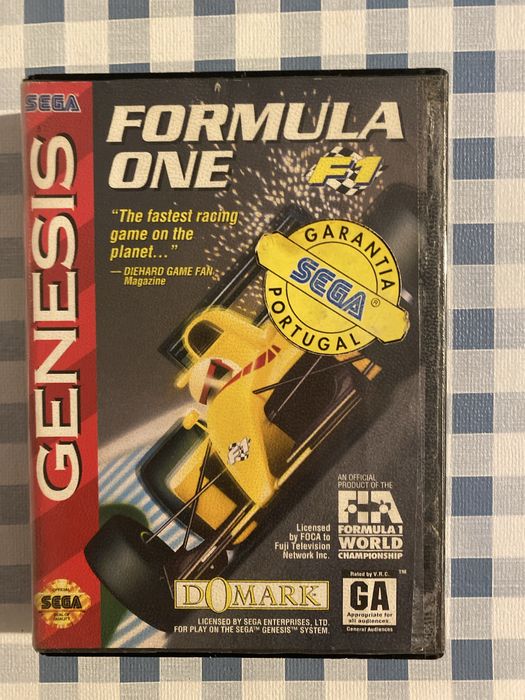 SEGA
GENESIS
FORMULA
ONE
F1
"The fastest racing
game on the
planet..."
— DIEHARD GAME FAN
Magazine
GARANTIA
SEGA®
PORTUGAL
F1
AN OFFICIAL
PRODUCT OF THE
FIA
FORMULA 1
WORLD
CHAMPIONSHIP
Licensed
by FOCA to
Fuji Television
Network Inc.
DOMARK
LICENSED BY SEGA ENTERPRISES, LTD.
FOR PLAY ON THE SEGA™ GENESIS™ SYSTEM.
Rated by V.R.C.
™
GA
Appropriate for
all audiences.
General Audiences
OFFICIAL
SEGA
SEAL OF
QUALITY